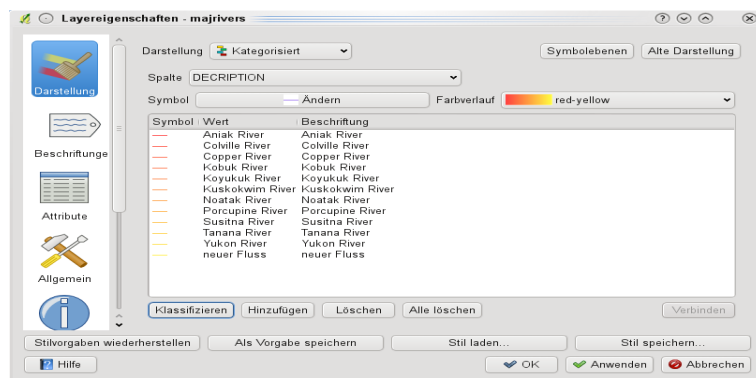 Layereigenschaften - majrivers
Darstellung
Beschriftunge
Attribute
Allgemein
Darstellung Kategorisiert Symbolebenen Alte Darstellung
Spalte DECRIPTION
Symbol Ändern Farbverlauf red-yellow
Symbol Wert Beschriftung
Aniak River Aniak River
Colville River Colville River
Copper River Copper River
Kobuk River Kobuk River
Koyukuk River Koyukuk River
Kuskokwim River Kuskokwim River
Noatak River Noatak River
Porcupine River Porcupine River
Susitna River Susitna River
Tanana River Tanana River
Yukon River Yukon River
neuer Fluss neuer Fluss
Klassifizieren Hinzufügen Löschen Alle löschen Verbinden
Stilvorgaben wiederherstellen Als Vorgabe speichern Stil laden... Stil speichern...
Hilfe OK Anwenden Abbrechen